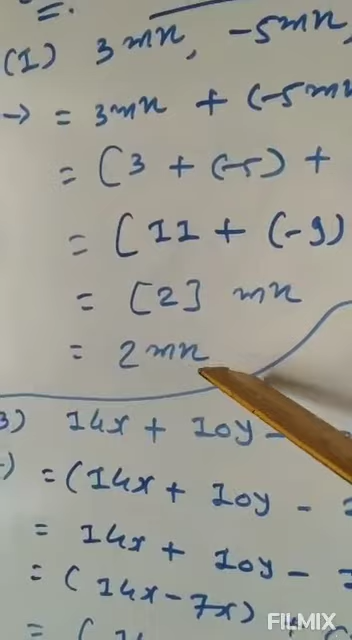 (1) 3mn, -5mn,
→ = 3mn + (-5mn
= (3 + (-5) +
= (11 + (-9)
= [2] mn
= 2mn
3) 14x + 10y -
= (14x + 10y -
= 14x + 10y -
= (14x - 7x)
= (
FILMIX